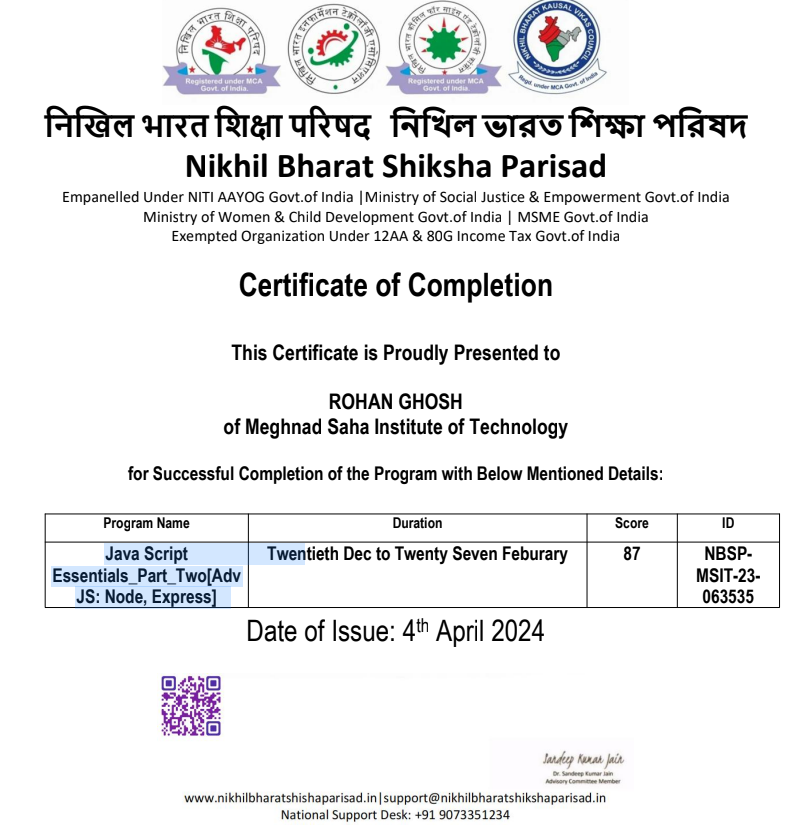 निखिल भारत शिक्षा परिषद
Registered under MCA
Govt. of India.
Registered under MCA
Govt. of India.
NIKHIL BHARAT KAUSAL VIKAS COUNCIL
Regd. under MCA Govt. of India
निखिल भारत शिक्षा परिषद নিখিল ভারত শিক্ষা পরিষদ
Nikhil Bharat Shiksha Parisad
Empanelled Under NITI AAYOG Govt.of India |Ministry of Social Justice & Empowerment Govt.of India
Ministry of Women & Child Development Govt.of India | MSME Govt.of India
Exempted Organization Under 12AA & 80G Income Tax Govt.of India
Certificate of Completion
This Certificate is Proudly Presented to
ROHAN GHOSH
of Meghnad Saha Institute of Technology
for Successful Completion of the Program with Below Mentioned Details:
Program Name Duration Score ID
Java Script Twentieth Dec to Twenty Seven Feburary 87 NBSP-
Essentials_Part_Two[Adv MSIT-23-
JS: Node, Express] 063535
Date of Issue: 4th April 2024
Sandeep Kumar Jain
Dr. Sandeep Kumar Jain
Advisory Committee Member
www.nikhilbharatshishaparisad.in|support@nikhilbharatshikshaparisad.in
National Support Desk: +91 9073351234